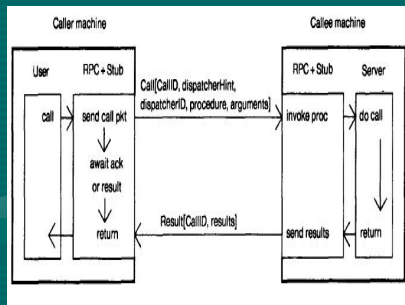 Caller machine
Callee machine
User
RPC + Stub
Call[CallID, dispatcherHint,
dispatcherID, procedure, arguments]
RPC + Stub
Server
call
send call pkt
invoke proc
do call
await ack
or result
return
Result[CallID, results]
send results
return